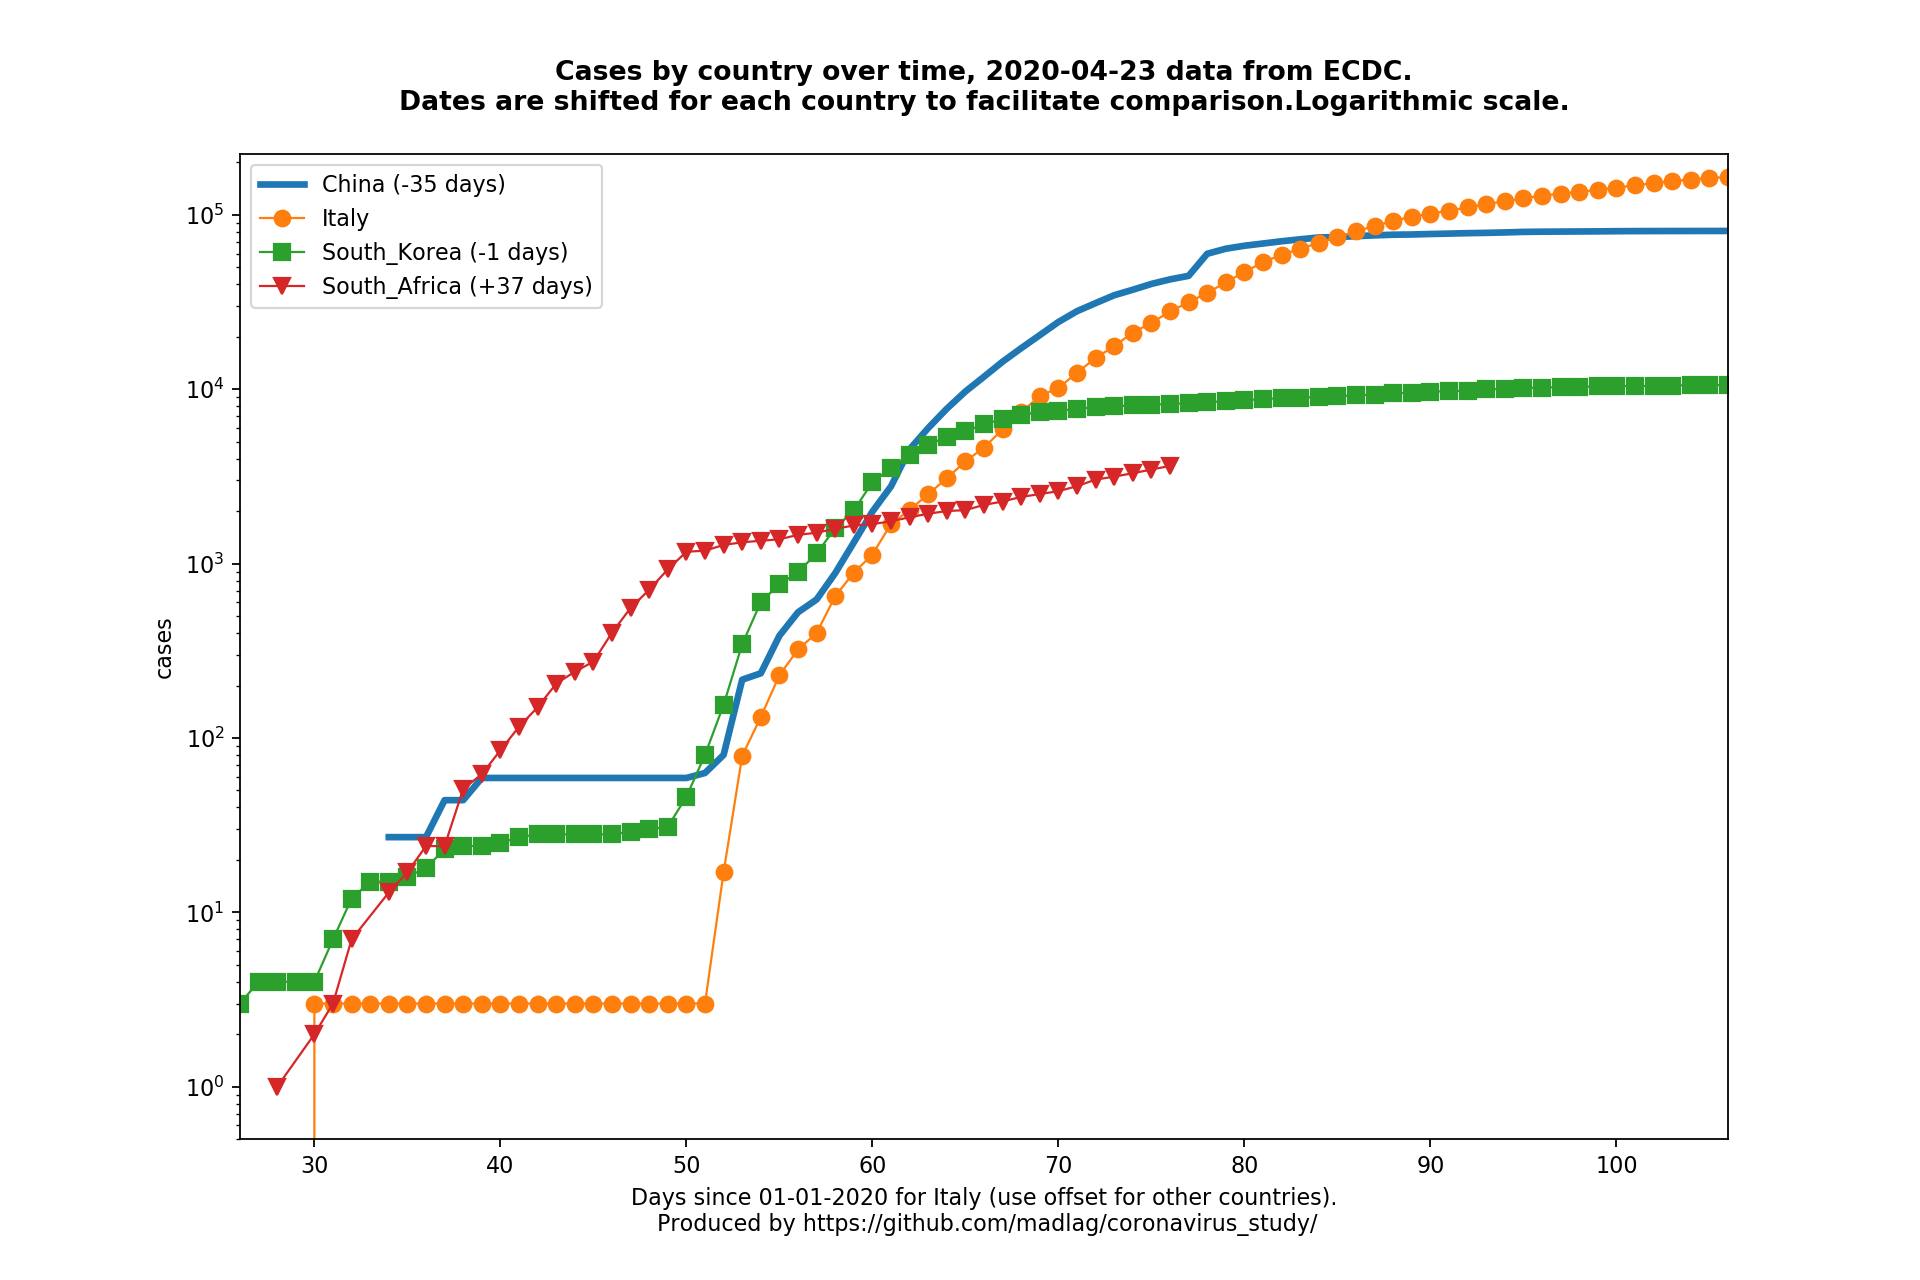 Cases by country over time, 2020-04-23 data from ECDC.
Dates are shifted for each country to facilitate comparison.Logarithmic scale.
China (-35 days)
Italy
South_Korea (-1 days)
South_Africa (+37 days)
10^5
10^4
10^3
10^2
10^1
10^0
cases
30 40 50 60 70 80 90 100
Days since 01-01-2020 for Italy (use offset for other countries).
Produced by https://github.com/madlag/coronavirus_study/